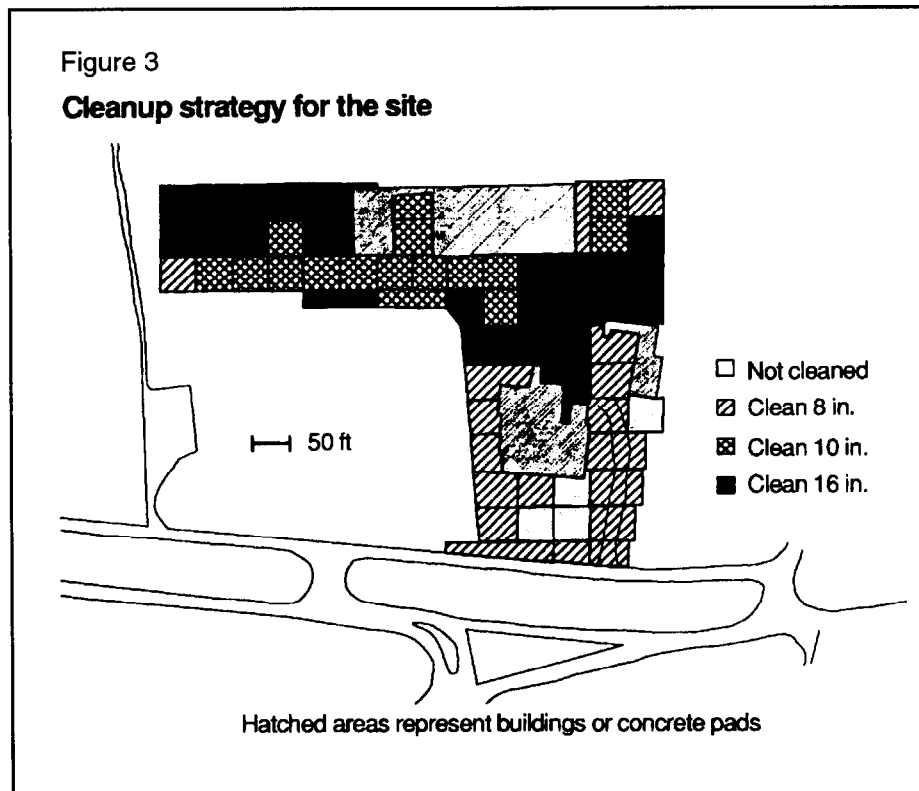 Figure 3
Cleanup strategy for the site
Not cleaned
Clean 8 in.
50 ft
Clean 10 in.
Clean 16 in.
Hatched areas represent buildings or concrete pads